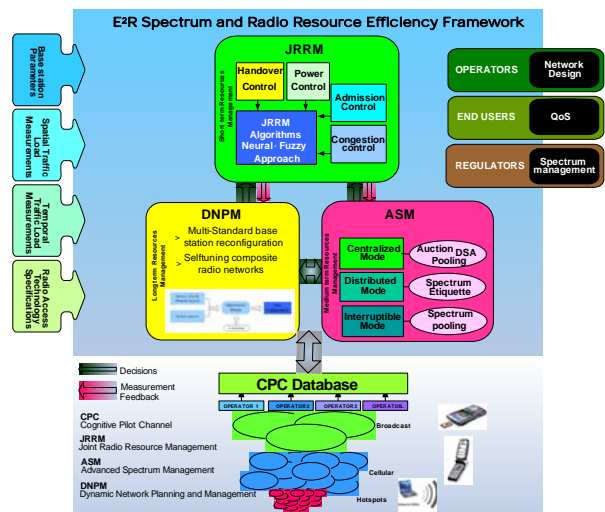 E²R Spectrum and Radio Resource Efficiency Framework
Base station
Parameters
Spatial Traffic
Load
Measurements
Temporal
Traffic Load
Measurements
Radio Access
Technology
Specifications
JRRM
Short term Resources
Management
Handover
Control
Power
Control
Admission
Control
JRRM
Algorithms
Neural - Fuzzy
Approach
Congestion
control
OPERATORS
Network
Design
END USERS
QoS
REGULATORS
Spectrum
management
DNPM
Long term Resources
Management
> Multi-Standard base
station reconfiguration
> Selftuning composite
radio networks
ASM
Medium term Resources
Management
Centralized
Mode
Auction DSA
Pooling
Distributed
Mode
Spectrum
Etiquette
Interruptible
Mode
Spectrum
pooling
Decisions
Measurement
Feedback
CPC Database
OPERATOR 1
OPERATOR2
OPERATOR3
OPERATOR.
CPC
Cognitive Pilot Channel
JRRM
Joint Radio Resource Management
ASM
Advanced Spectrum Management
DNPM
Dynamic Network Planning and Management
Broadcast
Cellular
Hotspots